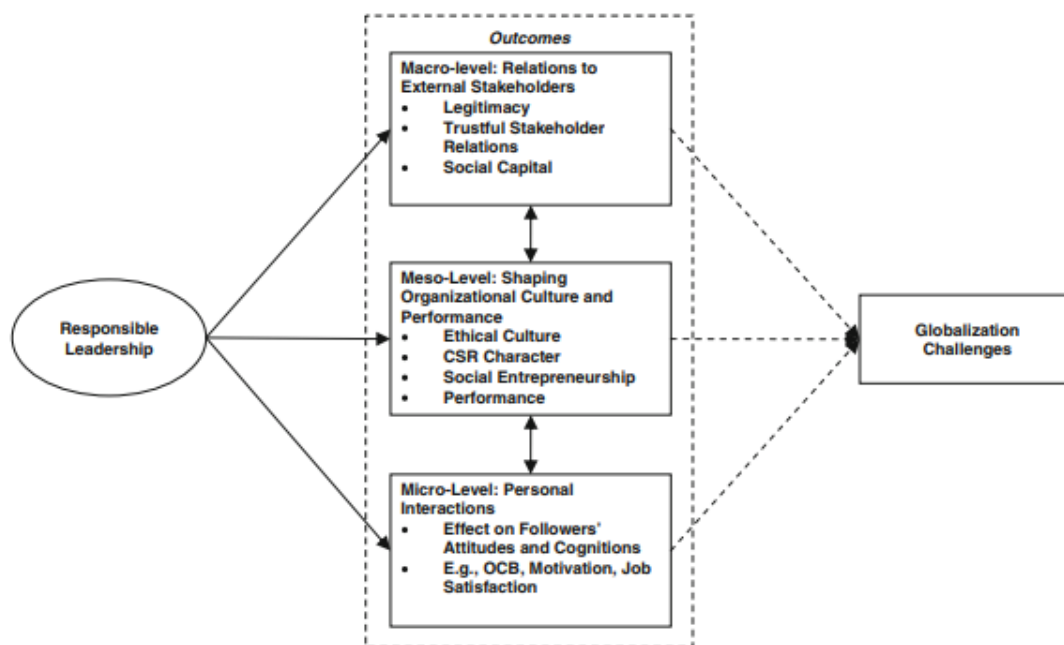 Outcomes
Macro-level: Relations to
External Stakeholders
• Legitimacy
• Trustful Stakeholder
Relations
• Social Capital
Responsible
Leadership
Meso-Level: Shaping
Organizational Culture and
Performance
• Ethical Culture
• CSR Character
• Social Entrepreneurship
• Performance
Globalization
Challenges
Micro-Level: Personal
Interactions
• Effect on Followers'
Attitudes and Cognitions
• E.g., OCB, Motivation, Job
Satisfaction